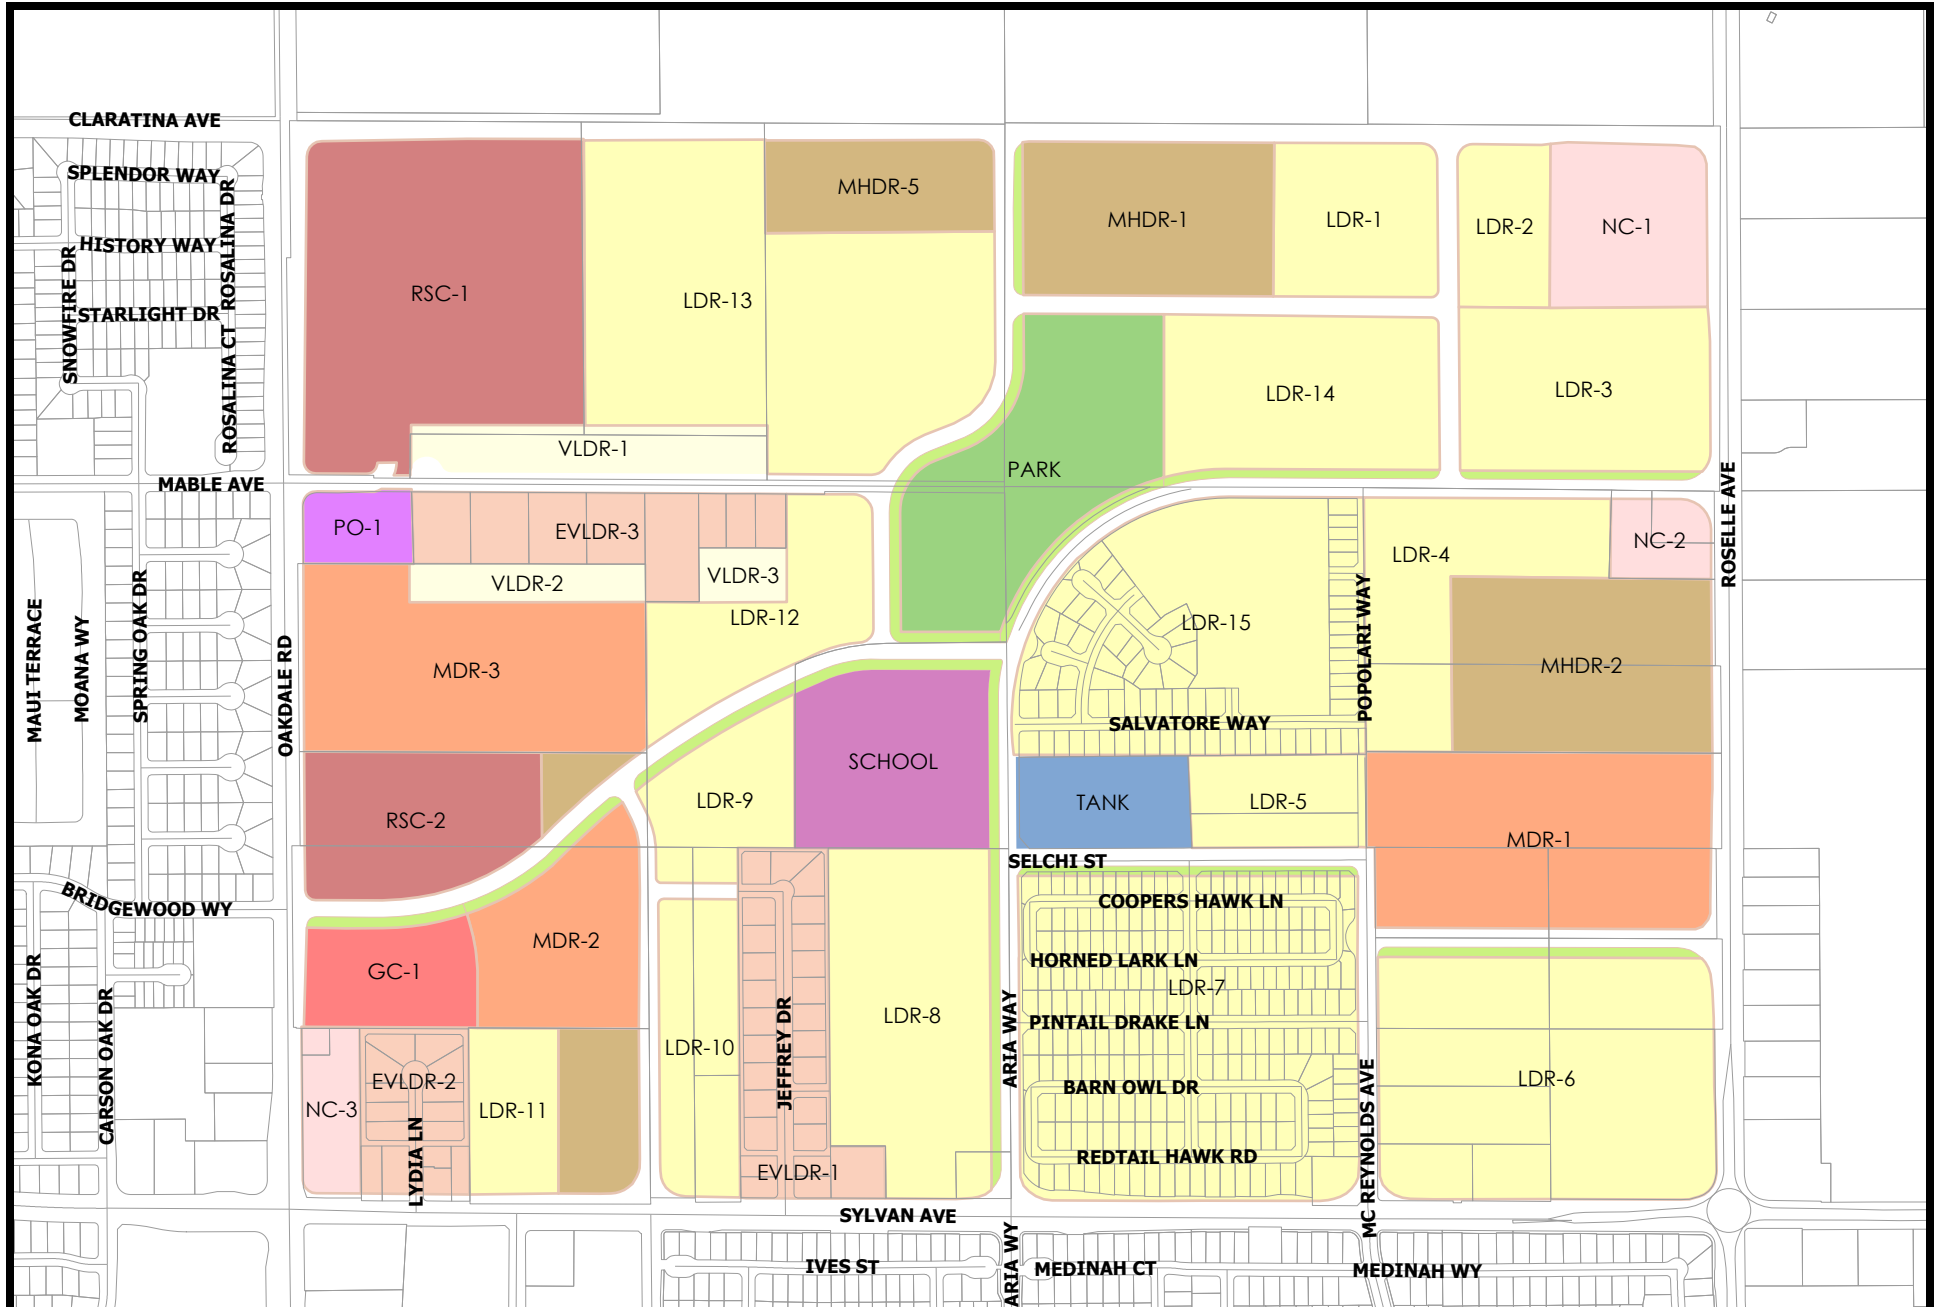 CLARATINA AVE
SPLENDOR WAY
HISTORY WAY
STARLIGHT DR
SNOWFIRE DR
ROSALINA DR
ROSALINA CT
MHDR-5
MHDR-1
LDR-1
LDR-2
NC-1
RSC-1
LDR-13
LDR-14
LDR-3
VLDR-1
PARK
MABLE AVE
ROSELLE AVE
PO-1
EVLDR-3
LDR-4
NC-2
VLDR-2
VLDR-3
LDR-12
LDR-15
POPOLARI WAY
MAUI TERRACE
MOANA WY
SPRING OAK DR
OAKDALE RD
MDR-3
MHDR-2
SALVATORE WAY
SCHOOL
RSC-2
LDR-9
TANK
LDR-5
MDR-1
SELCHI ST
BRIDGEWOOD WY
COOPERS HAWK LN
MDR-2
GC-1
HORNED LARK LN
LDR-7
KONA OAK DR
CARSON OAK DR
LDR-8
PINTAIL DRAKE LN
LDR-10
JEFFREY DR
ARIA WAY
EVLDR-2
LDR-6
BARN OWL DR
NC-3
LDR-11
LYDIA LN
REDTAIL HAWK RD
EVLDR-1
MC REYNOLDS AVE
SYLVAN AVE
ARIA WY
IVES ST
MEDINAH CT
MEDINAH WY